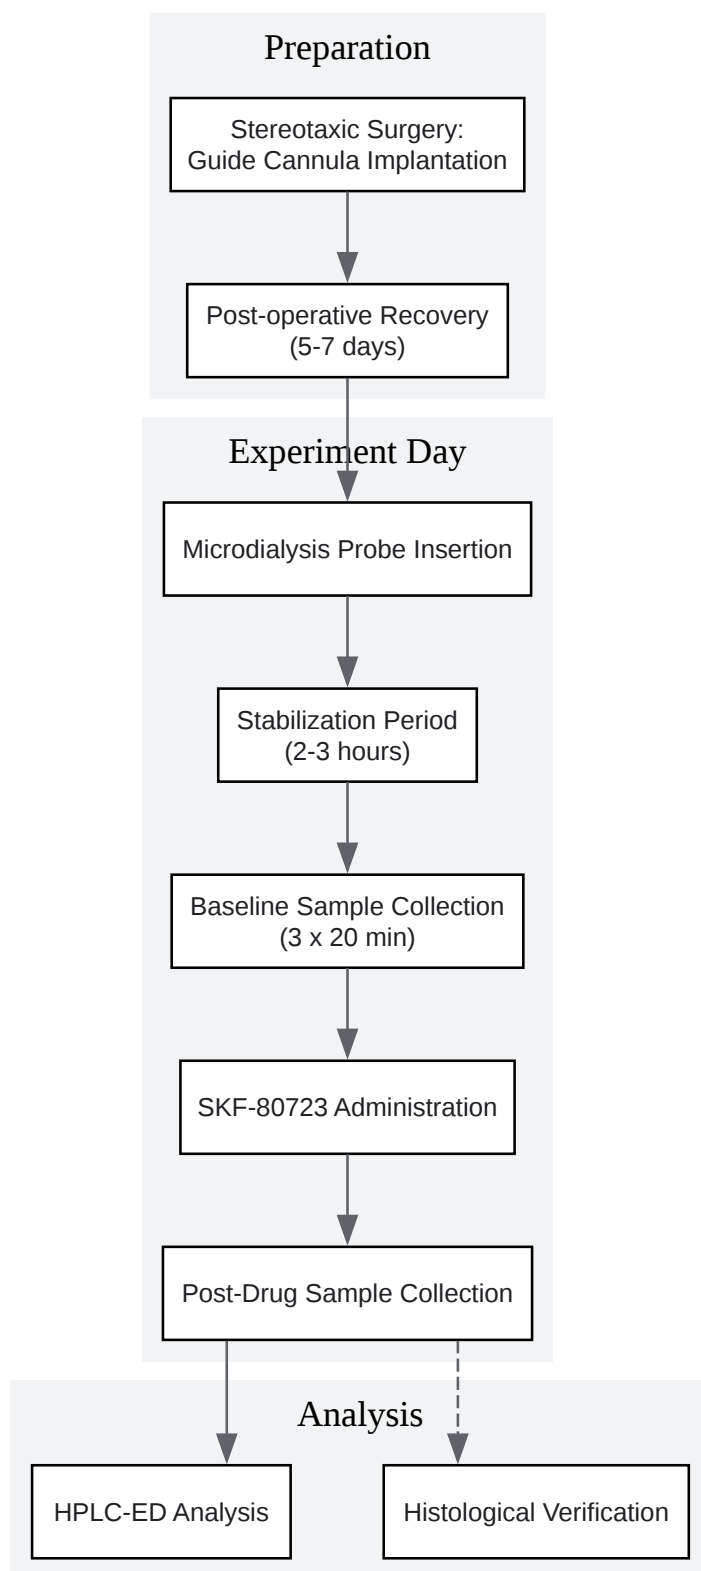 Preparation
Stereotaxic Surgery:
Guide Cannula Implantation
Post-operative Recovery
(5-7 days)
Experiment Day
Microdialysis Probe Insertion
Stabilization Period
(2-3 hours)
Baseline Sample Collection
(3 x 20 min)
SKF-80723 Administration
Post-Drug Sample Collection
Analysis
HPLC-ED Analysis
Histological Verification